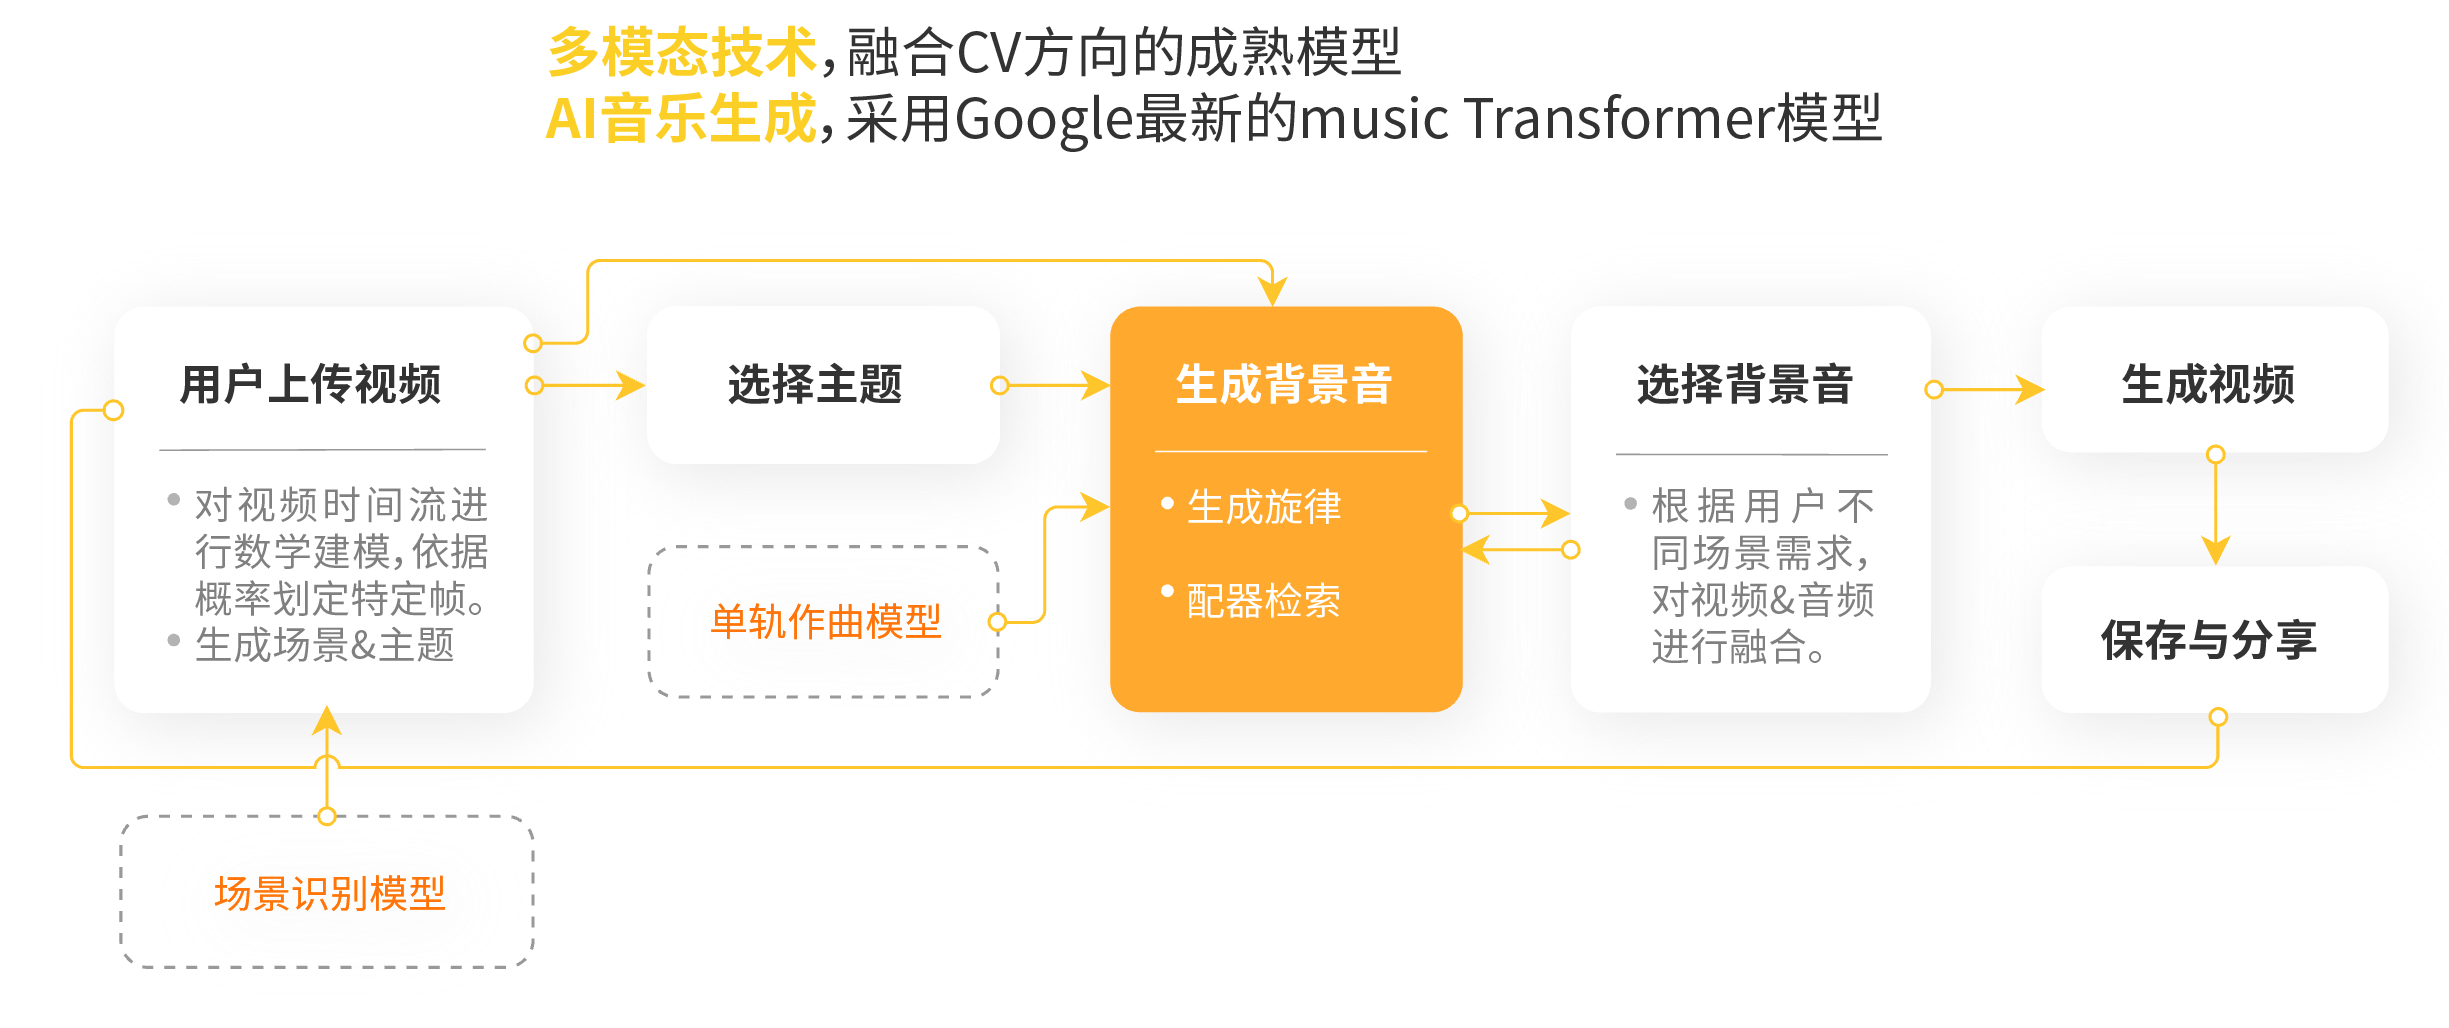 多模态技术，融合CV方向的成熟模型
AI音乐生成，采用Google最新的music Transformer模型
用户上传视频
对视频时间流进
行数学建模，依据
概率划定特定帧。
生成场景&主题
选择主题
单轨作曲模型
生成背景音
生成旋律
配器检索
选择背景音
根据用户不
同场景需求，
对视频&音频
进行融合。
生成视频
保存与分享
场景识别模型